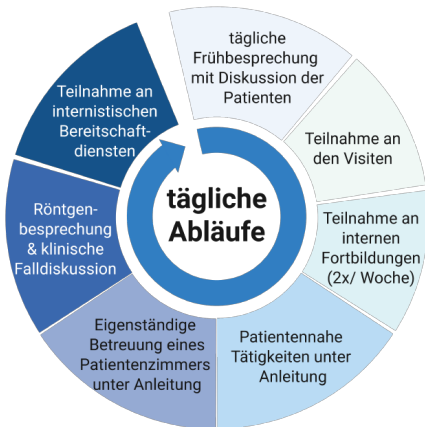 tägliche
Frühbesprechung
mit Diskussion der
Patienten
Teilnahme an
den Visiten
Teilnahme an
internen
Fortbildungen
(2x/ Woche)
Patientennahe
Tätigkeiten unter
Anleitung
Eigenständige
Betreuung eines
Patientenzimmers
unter Anleitung
Röntgen-
besprechung
& klinische
Falldiskussion
Teilnahme an
internistischen
Bereitschaft-
diensten
tägliche
Abläufe